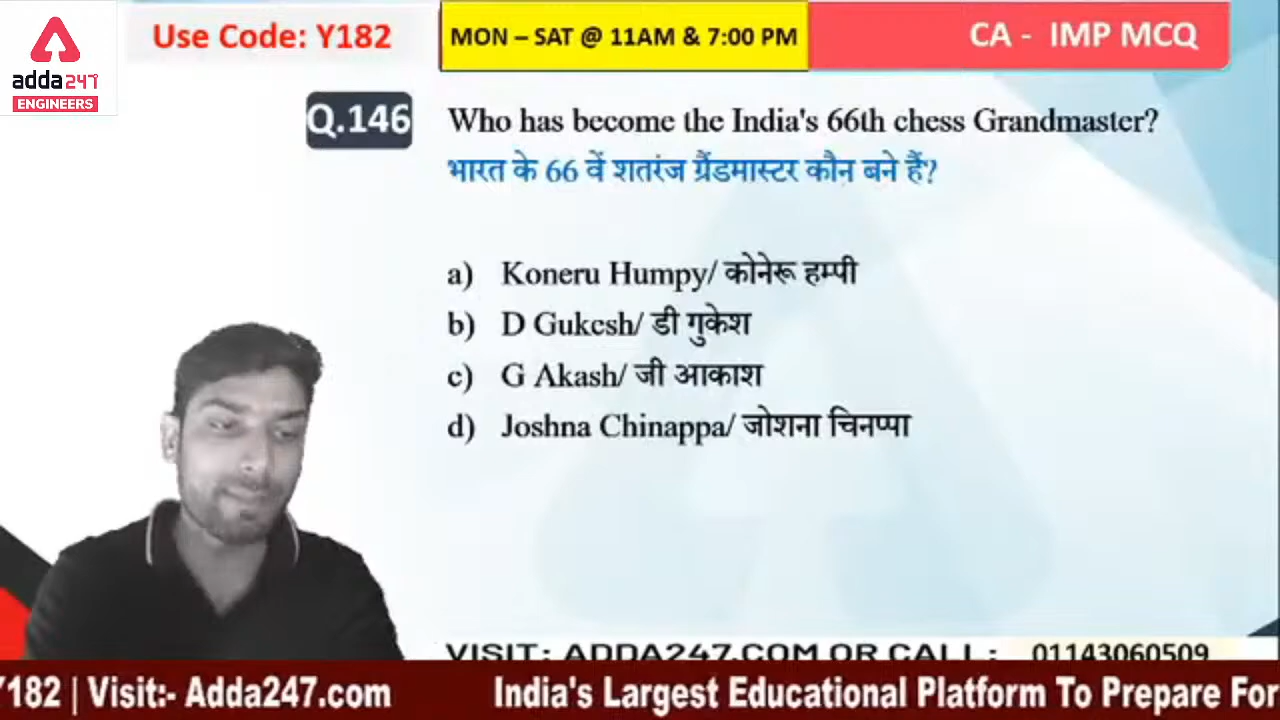 adda247
ENGINEERS
Use Code: Y182
MON – SAT @ 11AM & 7:00 PM
CA - IMP MCQ
Q.146
Who has become the India's 66th chess Grandmaster?
भारत के 66 वें शतरंज ग्रैंडमास्टर कौन बने हैं?
a) Koneru Humpy/ कोनेरू हम्पी
b) D Gukesh/ डी गुकेश
c) G Akash/ जी आकाश
d) Joshna Chinappa/ जोशना चिनप्पा
VISIT: ADDA247.COM OR CALL: 01143060509
Y182 | Visit:- Adda247.com India's Largest Educational Platform To Prepare For